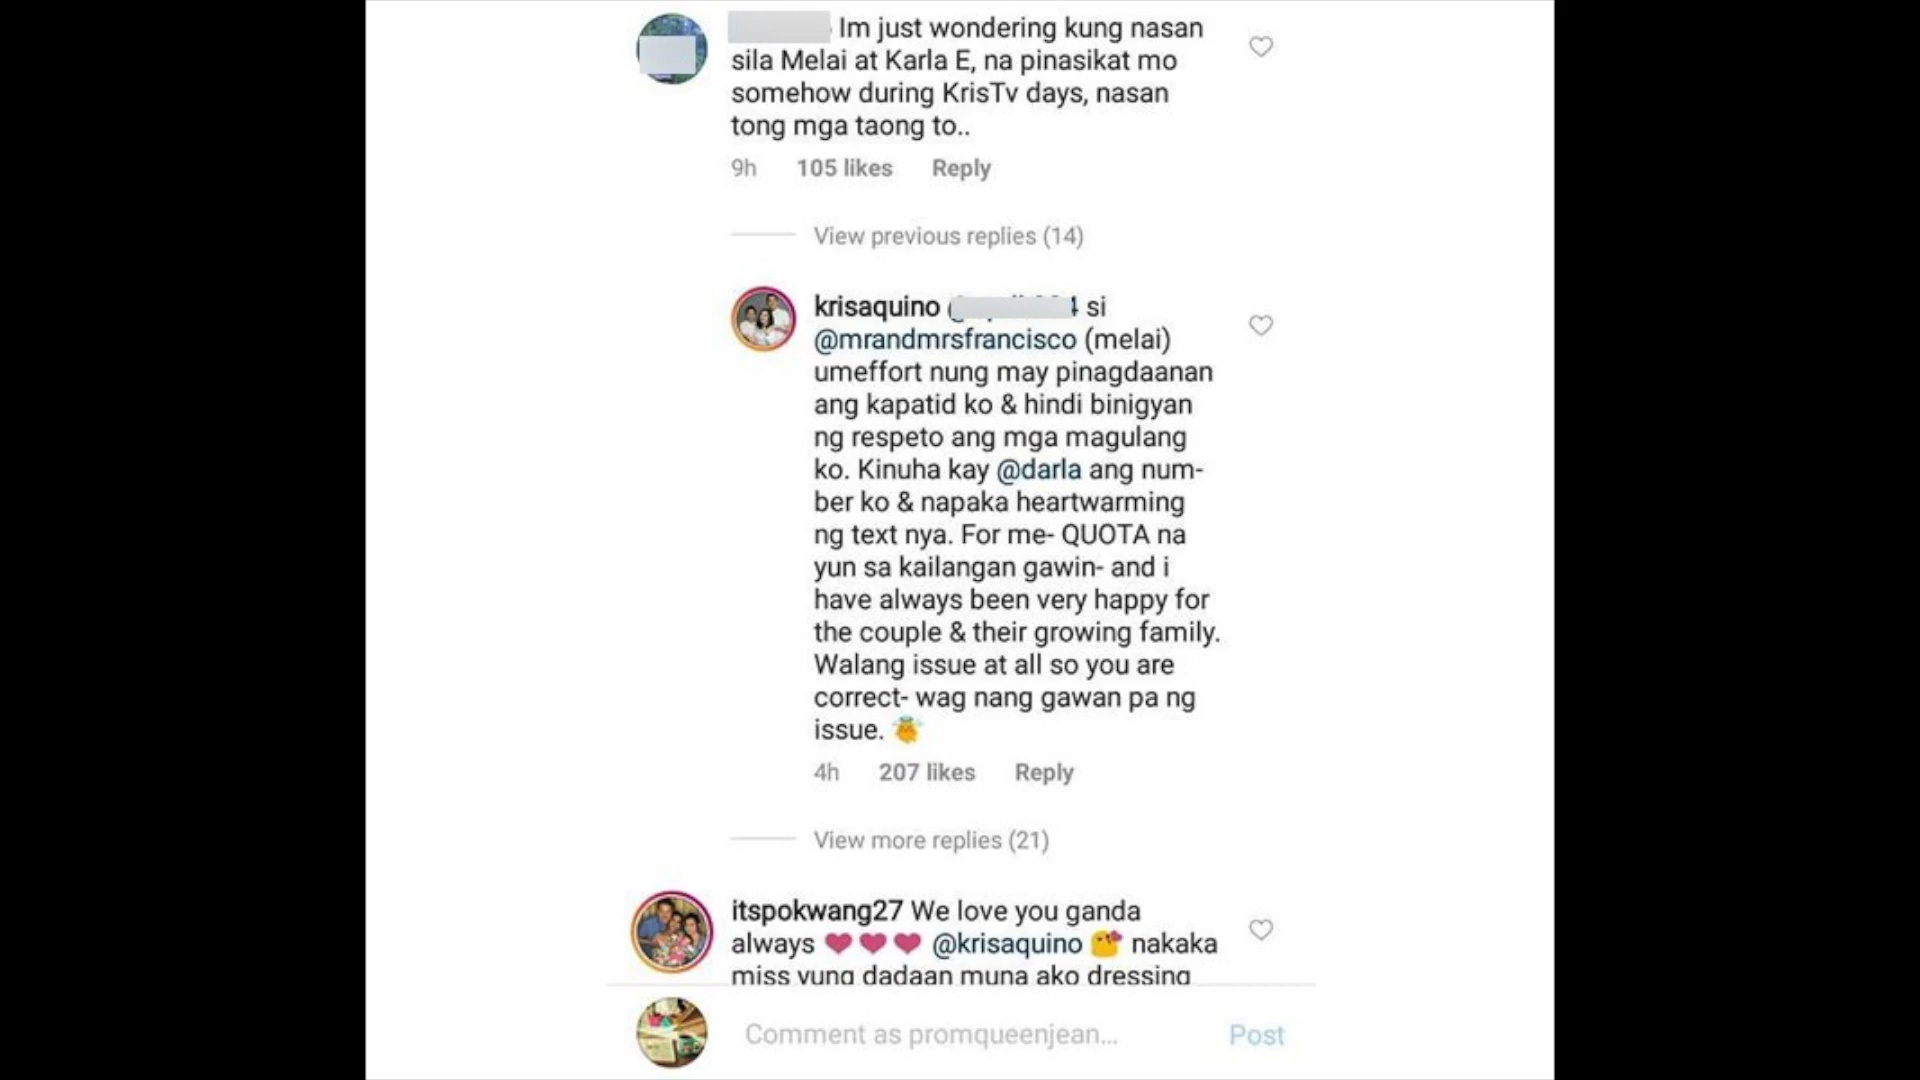 Im just wondering kung nasan
sila Melai at Karla E, na pinasikat mo
somehow during KrisTv days, nasan
tong mga taong to..
9h 105 likes Reply
View previous replies (14)
krisaquino si
@mrandmrsfrancisco (melai)
umeffort nung may pinagdaanan
ang kapatid ko & hindi binigyan
ng respeto ang mga magulang
ko. Kinuha kay @darla ang num-
ber ko & napaka heartwarming
ng text nya. For me- QUOTA na
yun sa kailangan gawin- and i
have always been very happy for
the couple & their growing family.
Walang issue at all so you are
correct- wag nang gawan pa ng
issue.
4h 207 likes Reply
View more replies (21)
itspokwang27 We love you ganda
always ❤❤❤ @krisaquino 😘 nakaka
miss yung dadaan muna ako dressing
Comment as promqueenjean...
Post